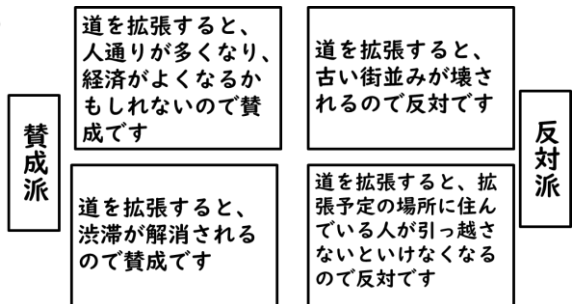 賛成派
道を拡張すると、
人通りが多くなり、
経済がよくなるか
もしれないので賛
成です
道を拡張すると、
渋滞が解消される
ので賛成です
道を拡張すると、
古い街並みが壊さ
れるので反対です
道を拡張すると、拡
張予定の場所に住ん
でいる人が引っ越さ
ないといけなくなる
ので反対です
反対派